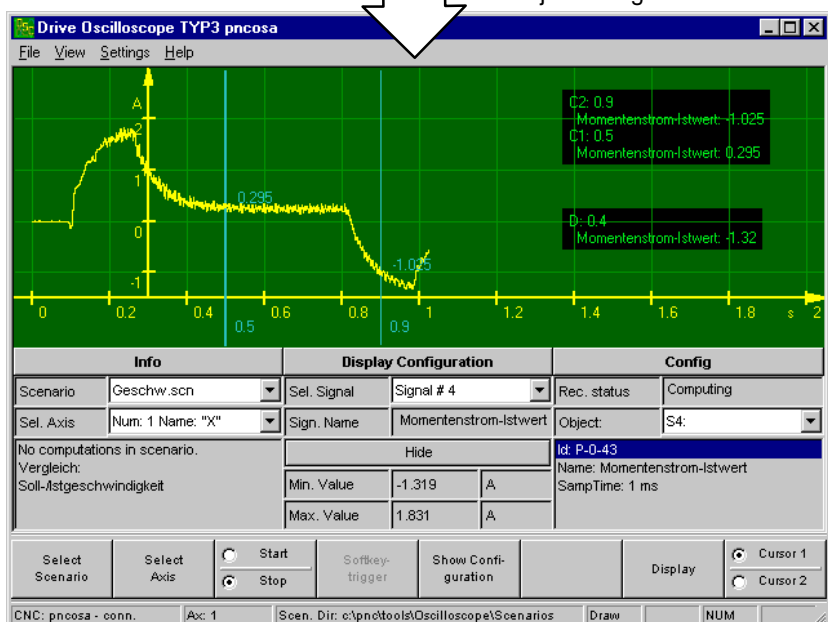 Drive Oscilloscope TYP3 pncosa
File View Settings Help
A
2
1
0
-1
0.295
-1.025
C2: 0.9
Momentenstrom-Istwert: -1.025
C1: 0.5
Momentenstrom-Istwert: 0.295
D: 0.4
Momentenstrom-Istwert: -1.32
0 0.2 0.4 0.6 0.8 1 1.2 1.4 1.6 1.8 s 2
0.5 0.9
Info Display Configuration Config
Scenario Geschw.scn Sel. Signal Signal # 4 Rec. status Computing
Sel. Axis Num: 1 Name: "X" Sign. Name Momentenstrom-Istwert Object: S4:
No computations in scenario.
Vergleich:
Soll-/Istgeschwindigkeit
Hide
Min. Value -1.319 A
Max. Value 1.831 A
Id: P-0-43
Name: Momentenstrom-Istwert
SampTime: 1 ms
Select Scenario
Select Axis
Start
Stop
Softkey-trigger
Show Confi-guration
Display
Cursor 1
Cursor 2
CNC: pncosa - conn. Ax: 1 Scen. Dir: c:\pnc\tools\Oscilloscope\Scenarios Draw NUM